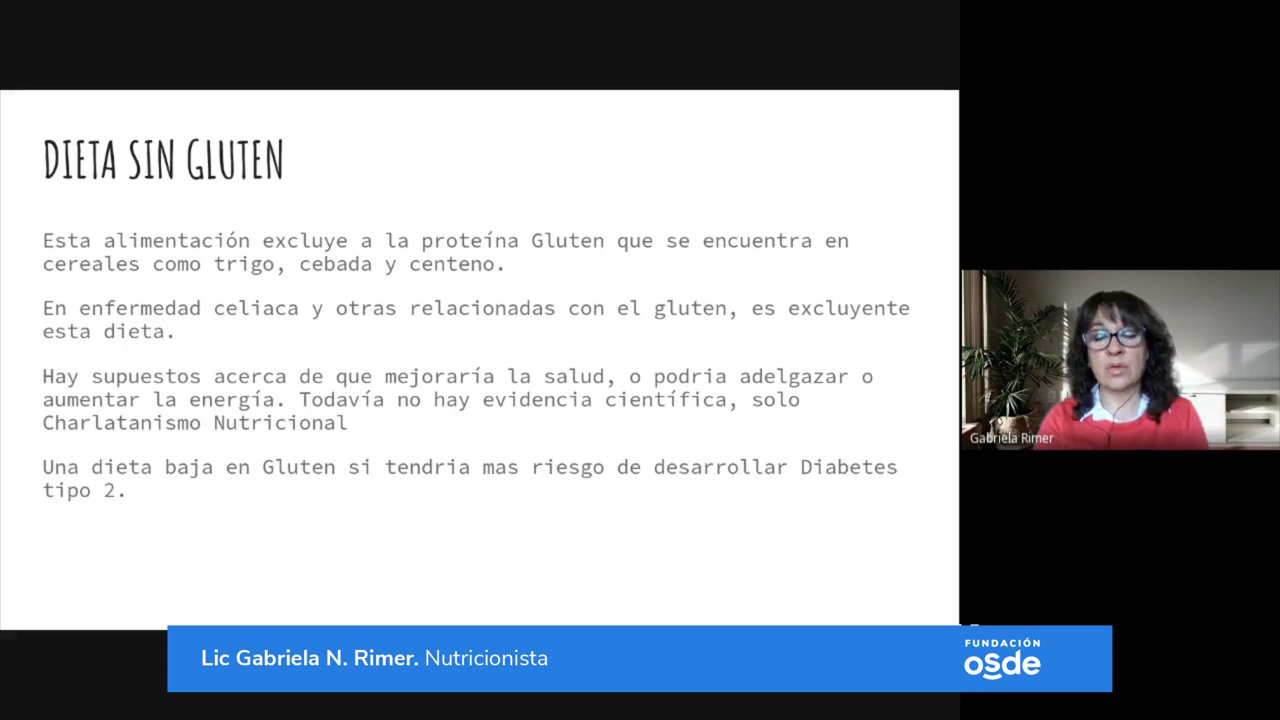 DIETA SIN GLUTEN
Esta alimentación excluye a la proteína Gluten que se encuentra en
cereales como trigo, cebada y centeno.
En enfermedad celiaca y otras relacionadas con el gluten, es excluyente
esta dieta.
Hay supuestos acerca de que mejoraría la salud, o podria adelgazar o
aumentar la energía. Todavía no hay evidencia científica, solo
Charlatanismo Nutricional
Una dieta baja en Gluten si tendria mas riesgo de desarrollar Diabetes
tipo 2.
Gabriela Rimer
Lic Gabriela N. Rimer. Nutricionista
FUNDACIÓN
osde